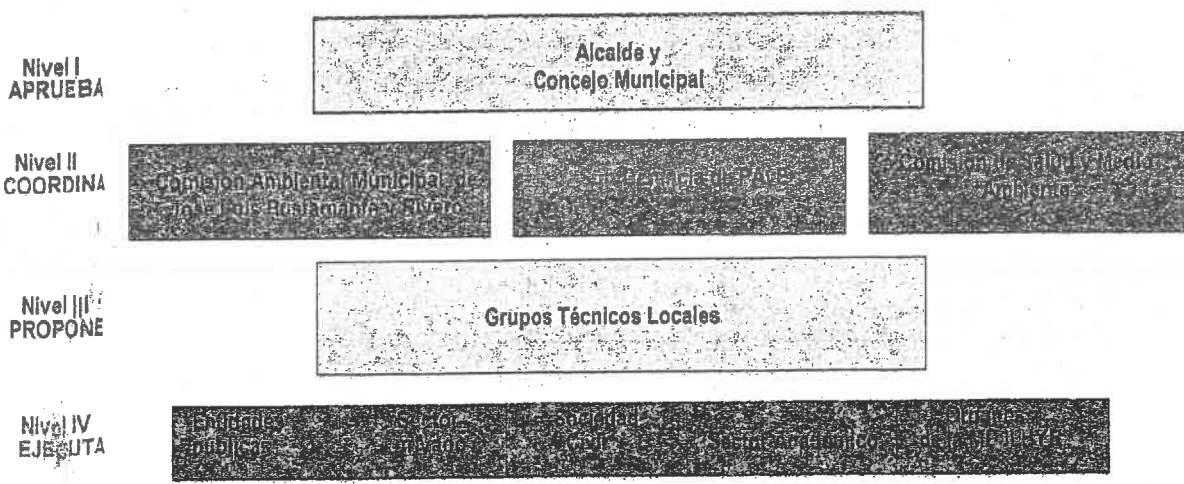 Nivel I
APRUEBA
Alcalde y
Concejo Municipal
Nivel II
COORDINA
Comisión Ambiental Municipal de
José Luis Bustamante y Rivero
Comisión de Salud y Medio
Ambiente
Nivel III
PROPONE
Grupos Técnicos Locales
Nivel IV
EJECUTA
Entidades
públicas
Sector
privado
Sociedad
Civil